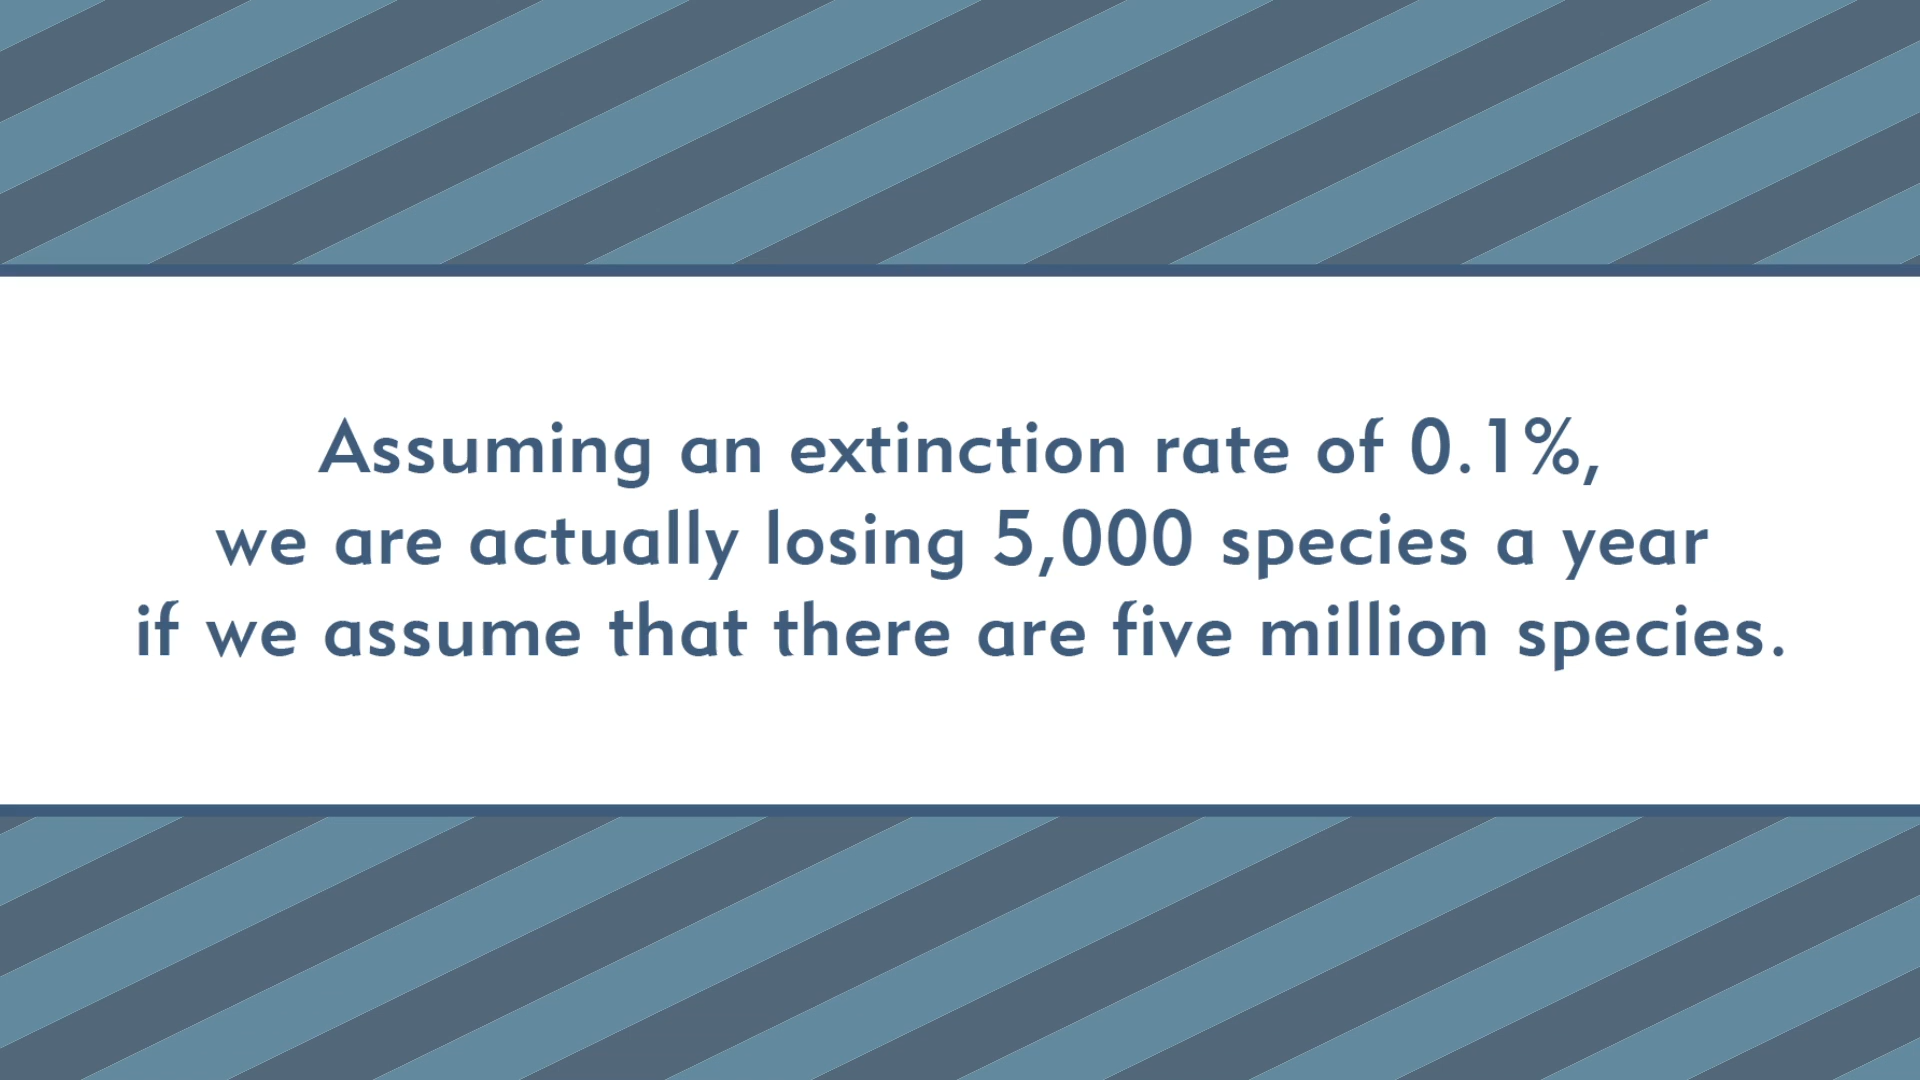 Assuming an extinction rate of 0.1%,
we are actually losing 5,000 species a year
if we assume that there are five million species.